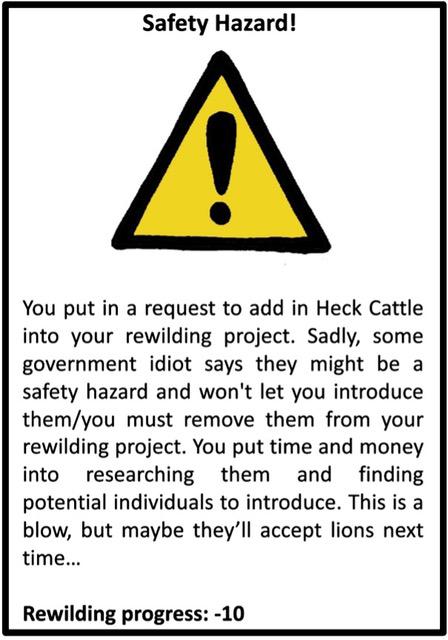 Safety Hazard!
You put in a request to add in Heck Cattle
into your rewilding project. Sadly, some
government idiot says they might be a
safety hazard and won't let you introduce
them/you must remove them from your
rewilding project. You put time and money
into researching them and finding
potential individuals to introduce. This is a
blow, but maybe they’ll accept lions next
time…
Rewilding progress: -10